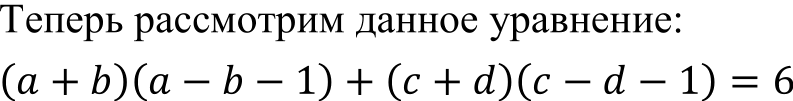 Теперь рассмотрим данное уравнение:
(𝑎 + 𝑏)(𝑎 − 𝑏 − 1) + (𝑐 + 𝑑)(𝑐 − 𝑑 − 1) = 6